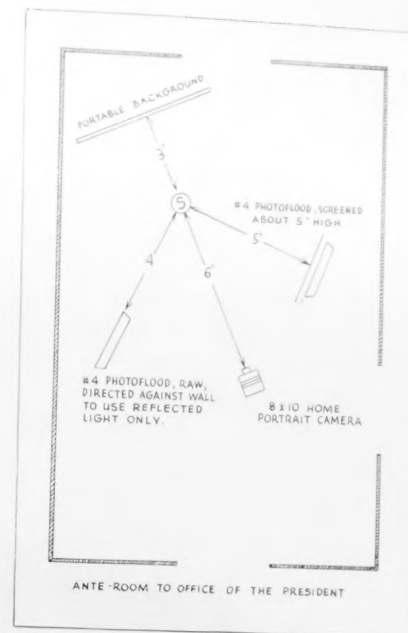 PORTABLE BACKGROUND
3'
S
#4 PHOTOFLOOD, SCREENED
ABOUT 5' HIGH
5'
4'
6'
#4 PHOTOFLOOD, RAW,
DIRECTED AGAINST WALL
TO USE REFLECTED
LIGHT ONLY.
8 X 10 HOME
PORTRAIT CAMERA
ANTE-ROOM TO OFFICE OF THE PRESIDENT